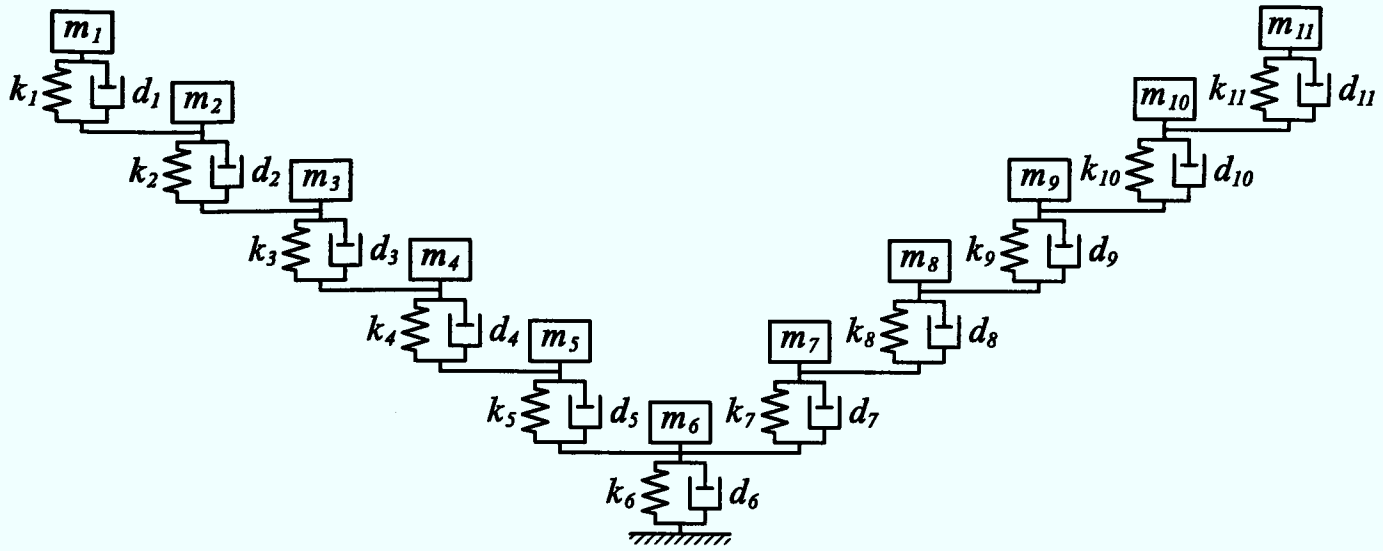 m₁ m₁₁
k₁ d₁ m₂ m₁₀ k₁₁ d₁₁
k₂ d₂ m₃ m₉ k₁₀ d₁₀
k₃ d₃ m₄ m₈ k₉ d₉
k₄ d₄ m₅ m₇ k₈ d₈
k₅ d₅ m₆ k₇ d₇
k₆ d₆